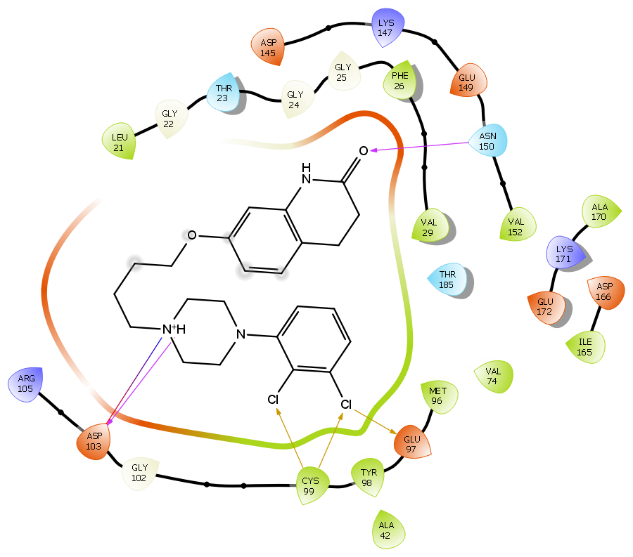 LYS
147
ASP
145
GLY
25
PHE
26
GLU
149
THR
23
GLY
24
GLY
22
ASN
150
LEU
21
H
N
O
ALA
170
VAL
29
VAL
152
O
LYS
171
THR
185
ASP
166
GLU
172
N+H
N
ILE
165
VAL
74
ARG
105
MET
96
Cl
Cl
ASP
103
GLU
97
GLY
102
TYR
98
CYS
99
ALA
42